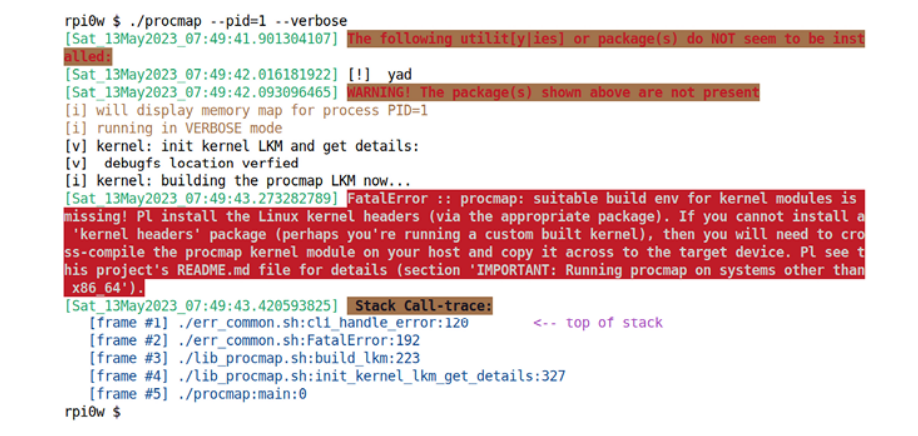 rpi0w $ ./procmap --pid=1 --verbose
[Sat_13May2023_07:49:41.901304107] The following utilit[y|ies] or package(s) do NOT seem to be inst
alled:
[Sat_13May2023_07:49:42.016181922] [!]  yad
[Sat_13May2023_07:49:42.093096465] WARNING! The package(s) shown above are not present
[i] will display memory map for process PID=1
[i] running in VERBOSE mode
[v] kernel: init kernel LKM and get details:
[v]  debugfs location verfied
[i] kernel: building the procmap LKM now...
[Sat_13May2023_07:49:43.273282789] FatalError :: procmap: suitable build env for kernel modules is
missing! Pl install the Linux kernel headers (via the appropriate package). If you cannot install a
 'kernel headers' package (perhaps you're running a custom built kernel), then you will need to cro
ss-compile the procmap kernel module on your host and copy it across to the target device. Pl see t
his project's README.md file for details (section 'IMPORTANT: Running procmap on systems other than
 x86_64').
[Sat_13May2023_07:49:43.420593825]  Stack Call-trace:
   [frame #1] ./err_common.sh:cli_handle_error:120        <-- top of stack
   [frame #2] ./err_common.sh:FatalError:192
   [frame #3] ./lib_procmap.sh:build_lkm:223
   [frame #4] ./lib_procmap.sh:init_kernel_lkm_get_details:327
   [frame #5] ./procmap:main:0
rpi0w $